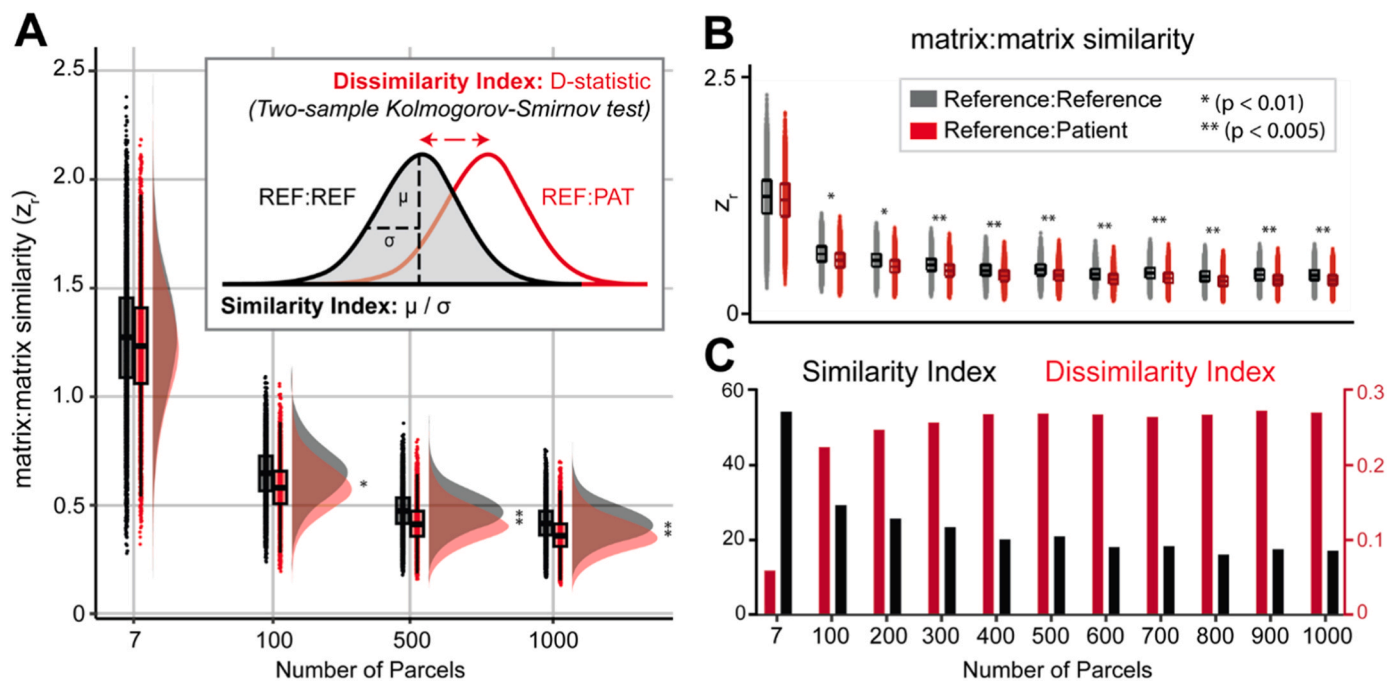 A
matrix:matrix similarity (zr)
2.5
2.0
1.5
1.0
0.5
0
Dissimilarity Index: D-statistic
(Two-sample Kolmogorov-Smirnov test)
REF:REF
μ
REF:PAT
σ
Similarity Index: μ / σ
*
**
**
7 100 500 1000
Number of Parcels
B
matrix:matrix similarity
2.5
zr
0
Reference:Reference * (p < 0.01)
Reference:Patient ** (p < 0.005)
* * ** ** ** ** ** ** ** **
C
Similarity Index Dissimilarity Index
60
40
20
0
0.3
0.2
0.1
0
7 100 200 300 400 500 600 700 800 900 1000
Number of Parcels